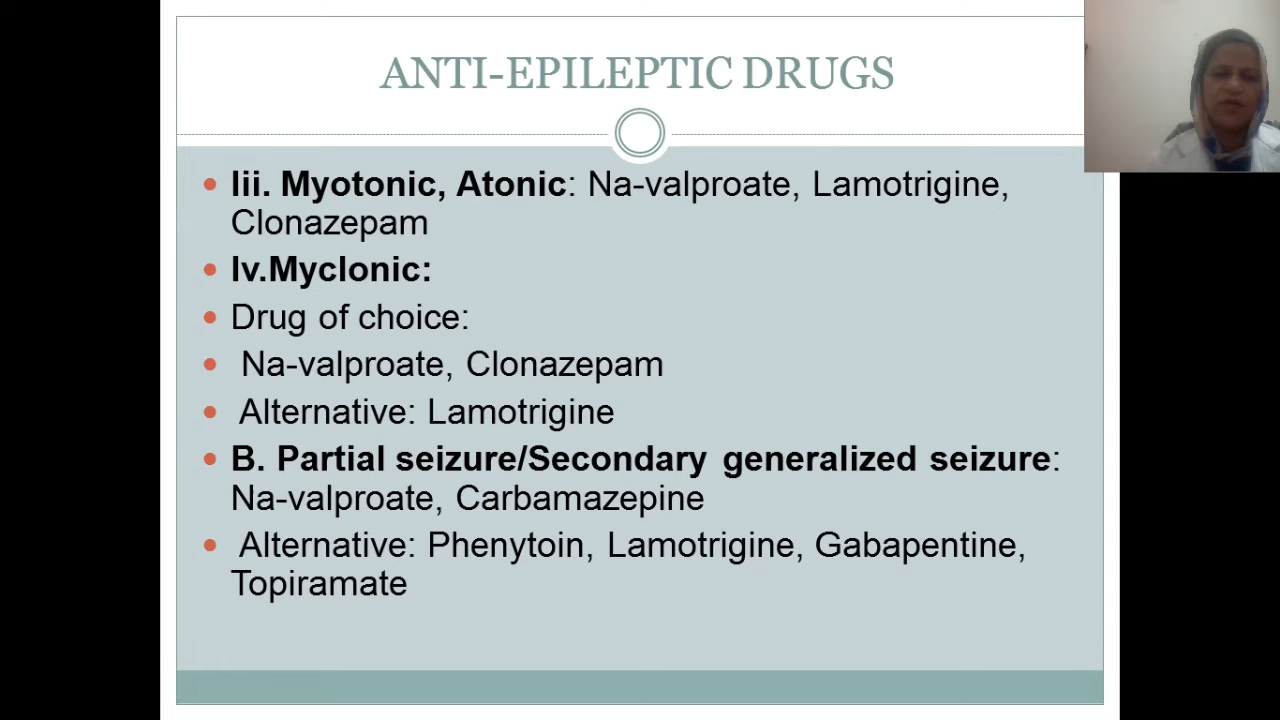 ANTI-EPILEPTIC DRUGS
• Iii. Myotonic, Atonic: Na-valproate, Lamotrigine,
Clonazepam
• Iv.Myclonic:
• Drug of choice:
• Na-valproate, Clonazepam
• Alternative: Lamotrigine
• B. Partial seizure/Secondary generalized seizure:
Na-valproate, Carbamazepine
• Alternative: Phenytoin, Lamotrigine, Gabapentine,
Topiramate